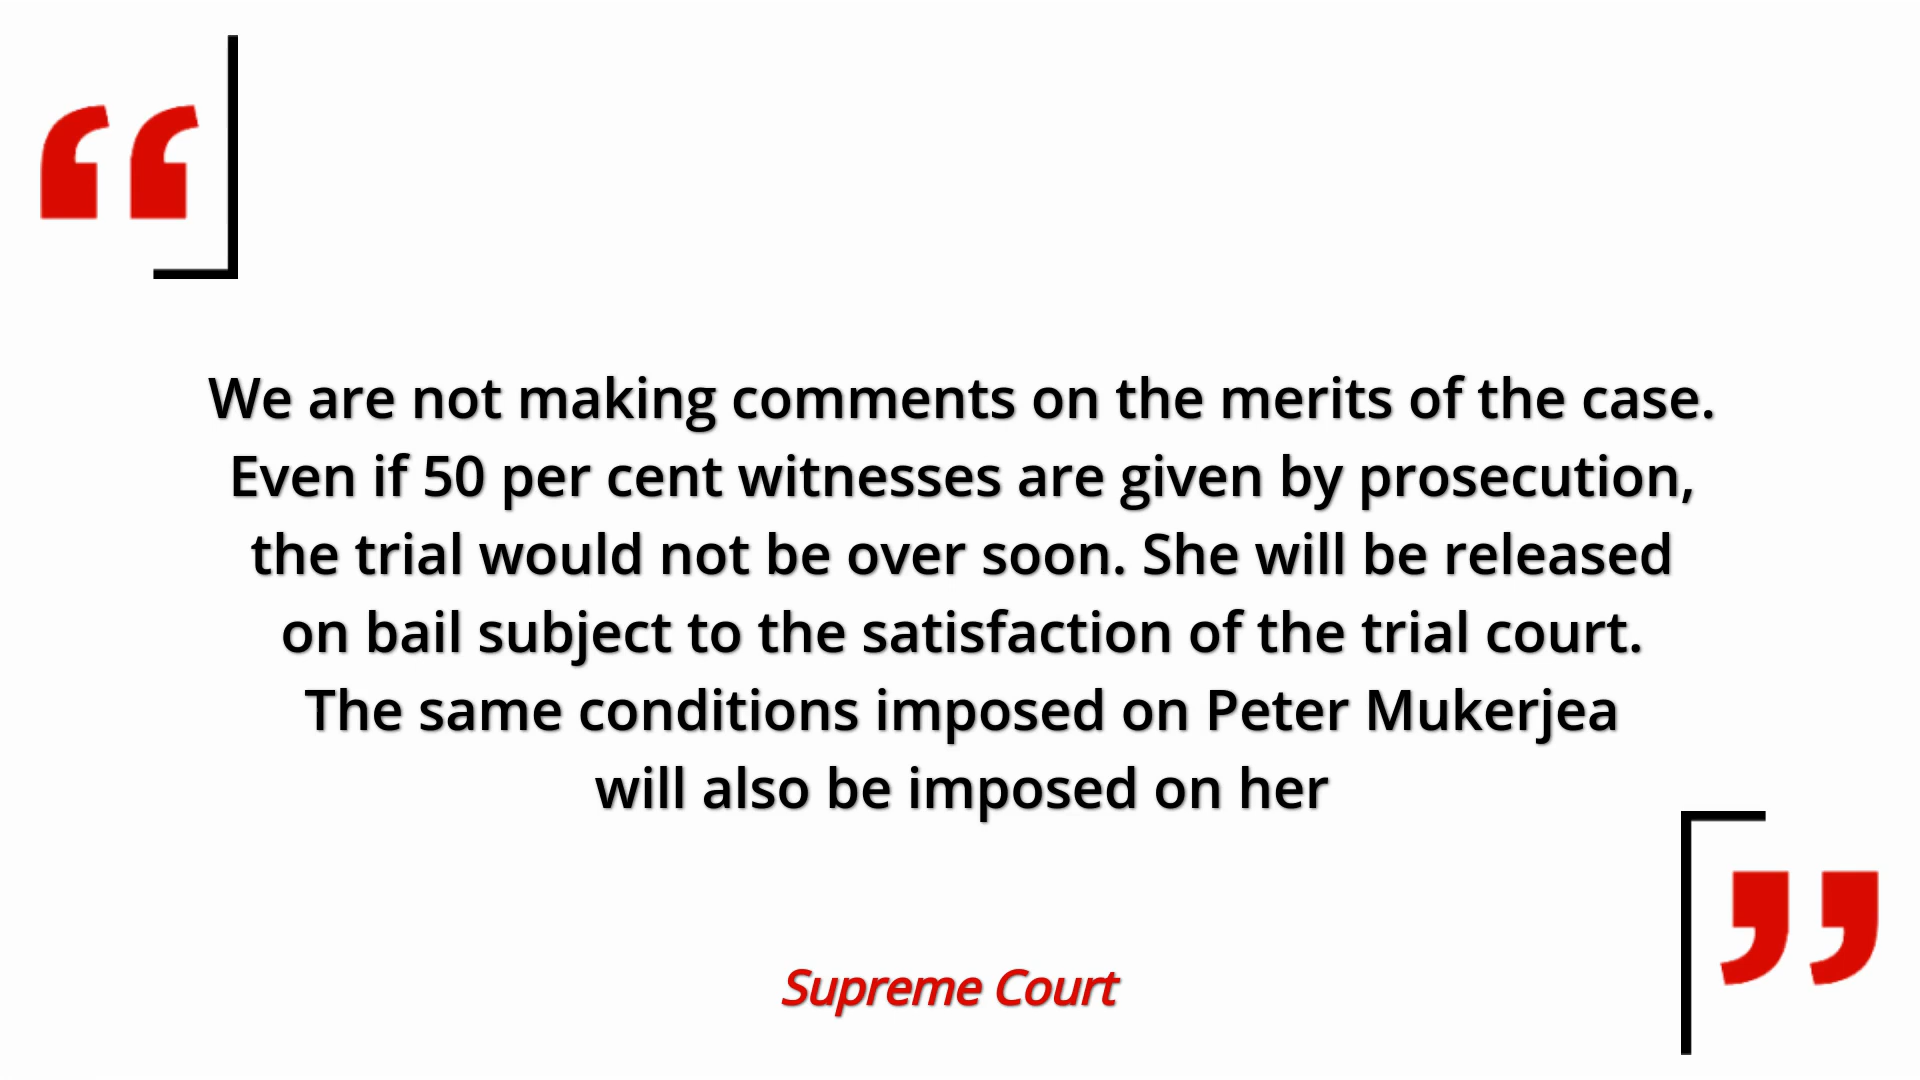 “
We are not making comments on the merits of the case.
Even if 50 per cent witnesses are given by prosecution,
the trial would not be over soon. She will be released
on bail subject to the satisfaction of the trial court.
The same conditions imposed on Peter Mukerjea
will also be imposed on her
”
Supreme Court